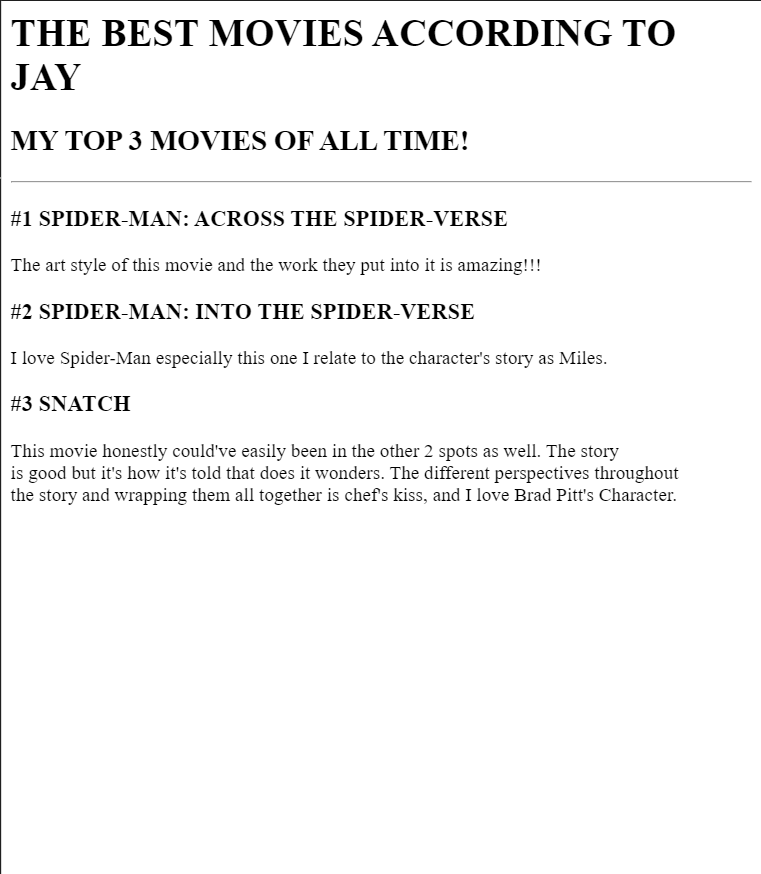 THE BEST MOVIES ACCORDING TO
JAY
MY TOP 3 MOVIES OF ALL TIME!
#1 SPIDER-MAN: ACROSS THE SPIDER-VERSE
The art style of this movie and the work they put into it is amazing!!!
#2 SPIDER-MAN: INTO THE SPIDER-VERSE
I love Spider-Man especially this one I relate to the character's story as Miles.
#3 SNATCH
This movie honestly could've easily been in the other 2 spots as well. The story
is good but it's how it's told that does it wonders. The different perspectives throughout
the story and wrapping them all together is chef's kiss, and I love Brad Pitt's Character.